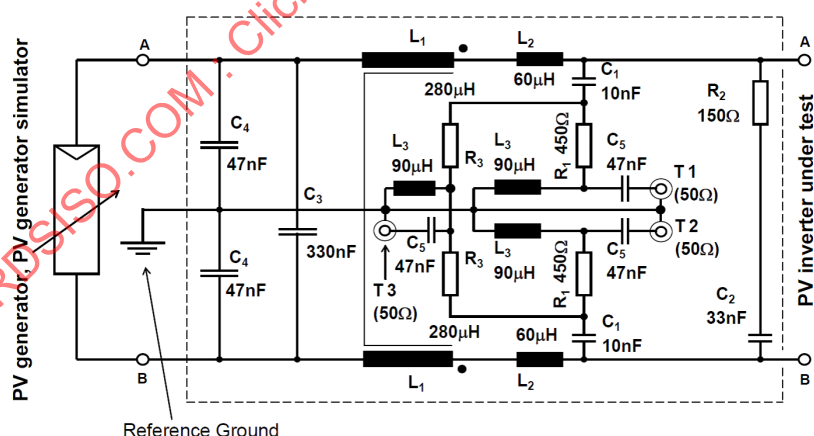 PV generator, PV generator simulator
RDSISO.COM : Clic
A
A
L₁
L₂
280µH
60µH
C₁
10nF
R₂
150Ω
C₄
47nF
L₃
90µH
R₃
L₃
90µH
R₁ 450Ω
C₅
47nF
T 1
(50Ω)
C₃
330nF
C₄
47nF
C₅
47nF
T 3
(50Ω)
R₃
L₃
90µH
R₁ 450Ω
C₅
47nF
T 2
(50Ω)
C₂
33nF
280µH
60µH
C₁
10nF
L₁
L₂
B
B
PV inverter under test
Reference Ground